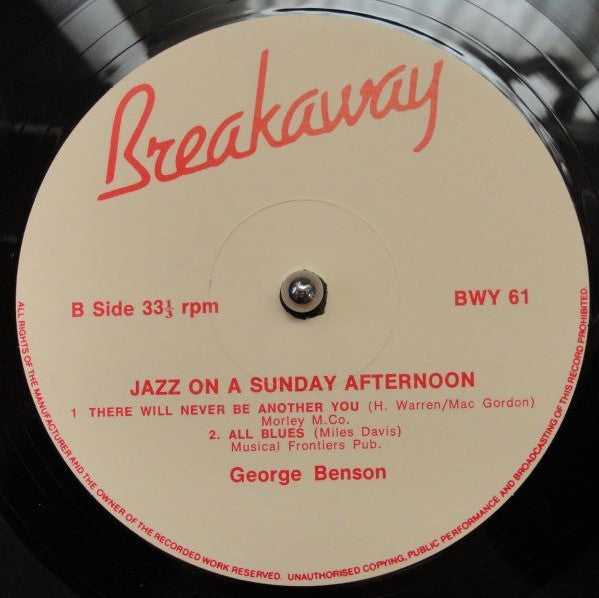 Breakaway
B Side 33⅓ rpm
BWY 61
JAZZ ON A SUNDAY AFTERNOON
1 THERE WILL NEVER BE ANOTHER YOU (H. Warren/Mac Gordon)
Morley M.Co.
2. ALL BLUES (Miles Davis)
Musical Frontiers Pub.
George Benson
ALL RIGHTS OF THE MANUFACTURER AND THE OWNER OF THE RECORDED WORK RESERVED. UNAUTHORISED COPYING, PUBLIC PERFORMANCE AND BROADCASTING OF THIS RECORD PROHIBITED.